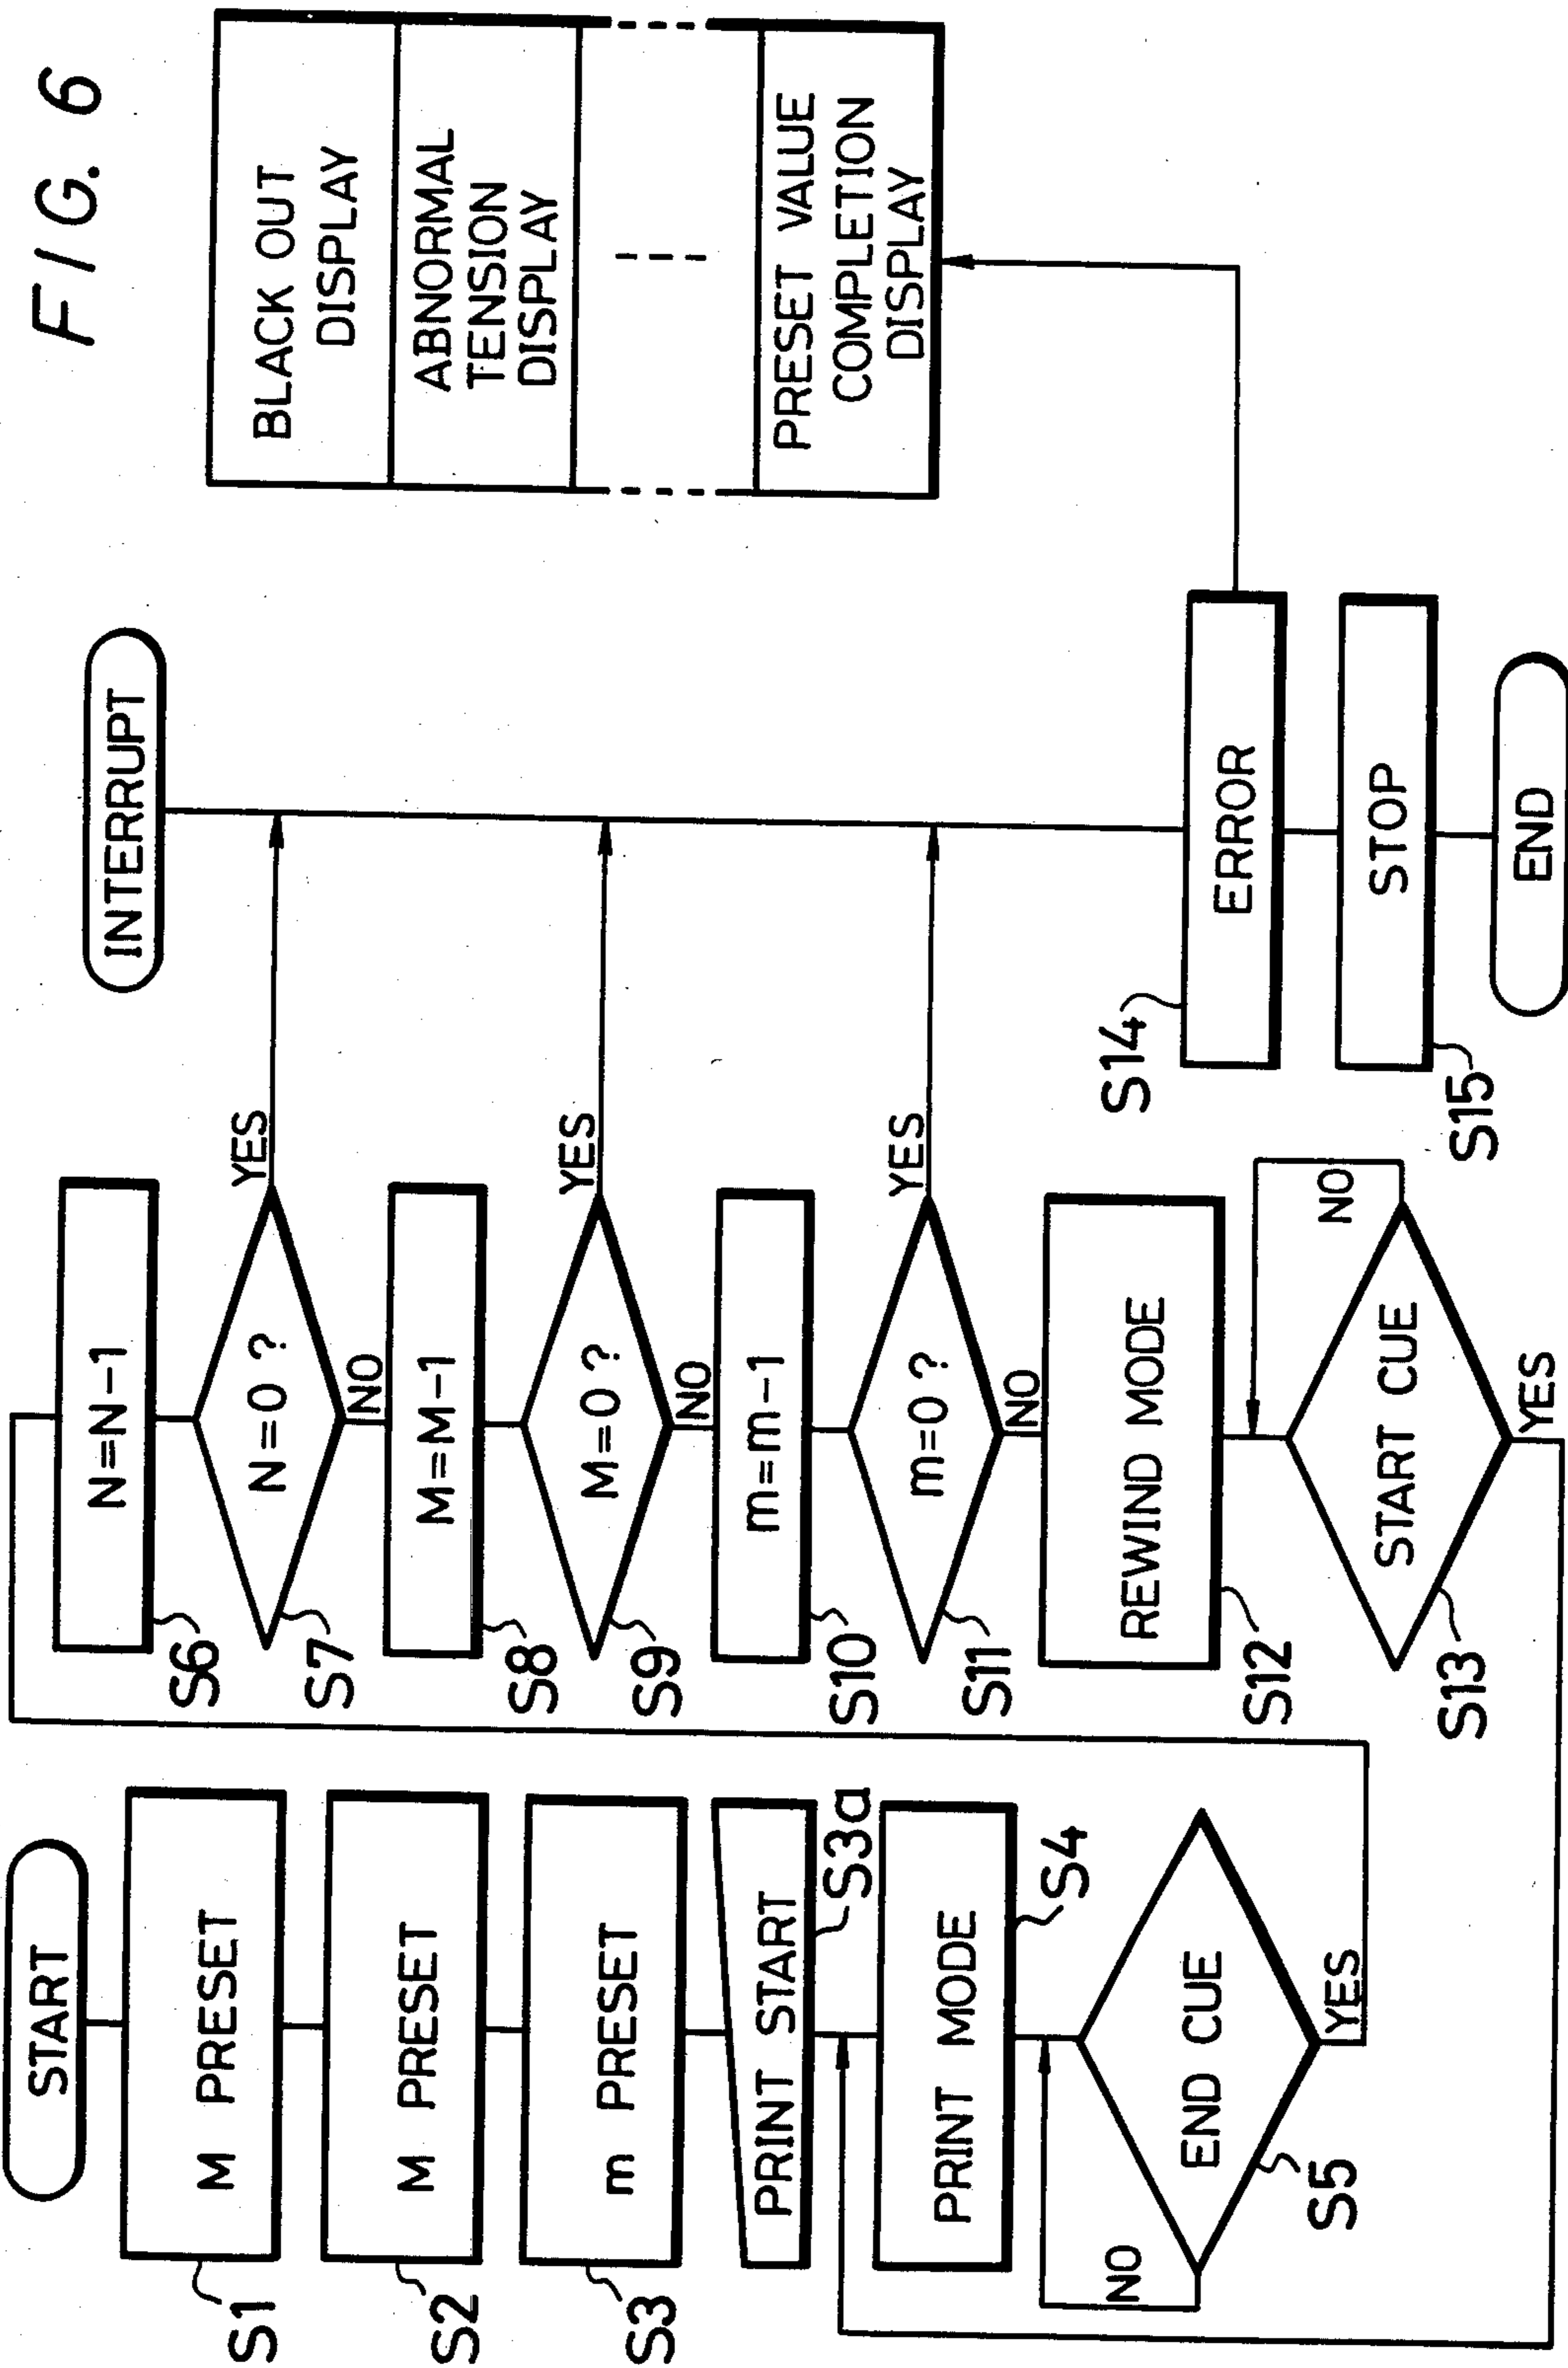 FIG. 6
START
M PRESET
S1
M PRESET
S2
m PRESET
S3
PRINT START
S3a
PRINT MODE
S4
END CUE
S5
NO
YES
N=N-1
S6
N=0 ?
S7
YES
NO
M=M-1
S8
M=0 ?
S9
YES
NO
m=m-1
S10
m=0 ?
S11
YES
NO
REWIND MODE
S12
START CUE
S13
NO
YES
INTERRUPT
ERROR
S14
STOP
S15
END
BLACK OUT
DISPLAY
ABNORMAL
TENSION
DISPLAY
PRESET VALUE
COMPLETION
DISPLAY